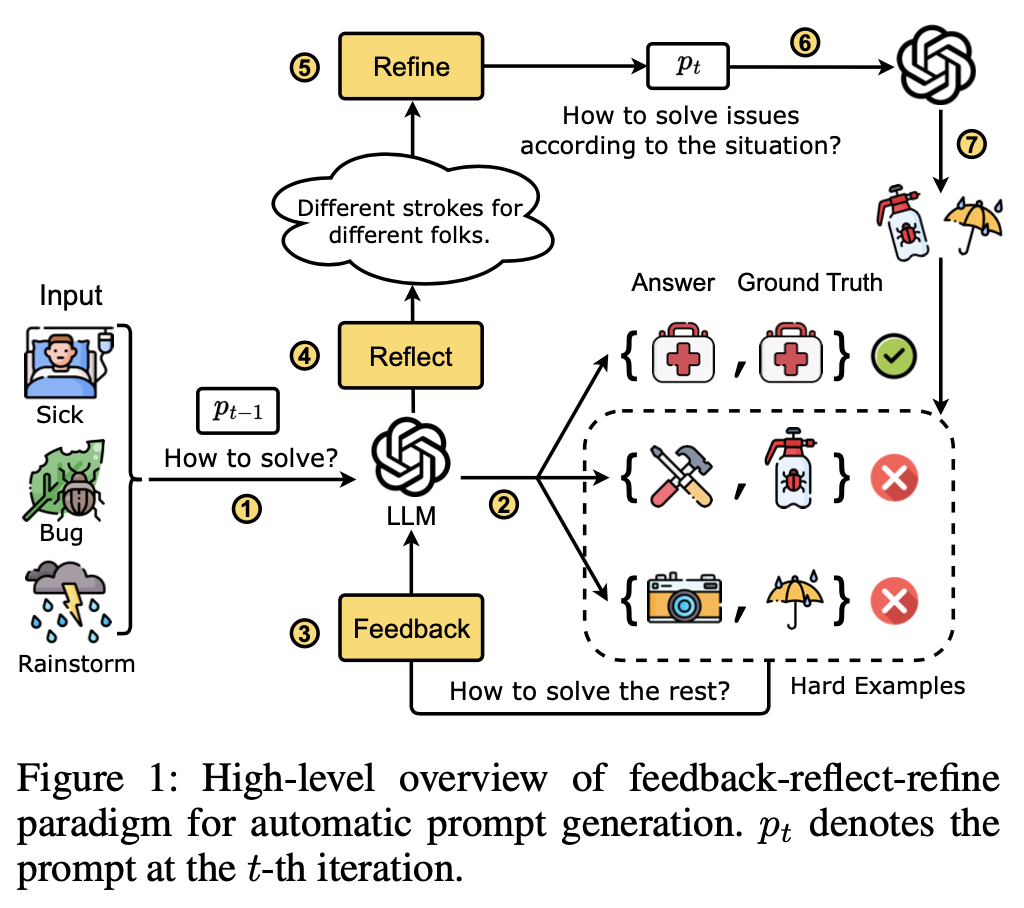 ⑤
Refine
p_t
⑥
How to solve issues
according to the situation?
⑦
Different strokes for
different folks.
Answer
Ground Truth
Input
④
Reflect
{ , }
Sick
p_{t−1}
How to solve?
①
LLM
②
{ , }
Bug
③
Feedback
{ , }
Rainstorm
How to solve the rest?
Hard Examples
Figure 1: High-level overview of feedback-reflect-refine
paradigm for automatic prompt generation. p_t denotes the
prompt at the t-th iteration.